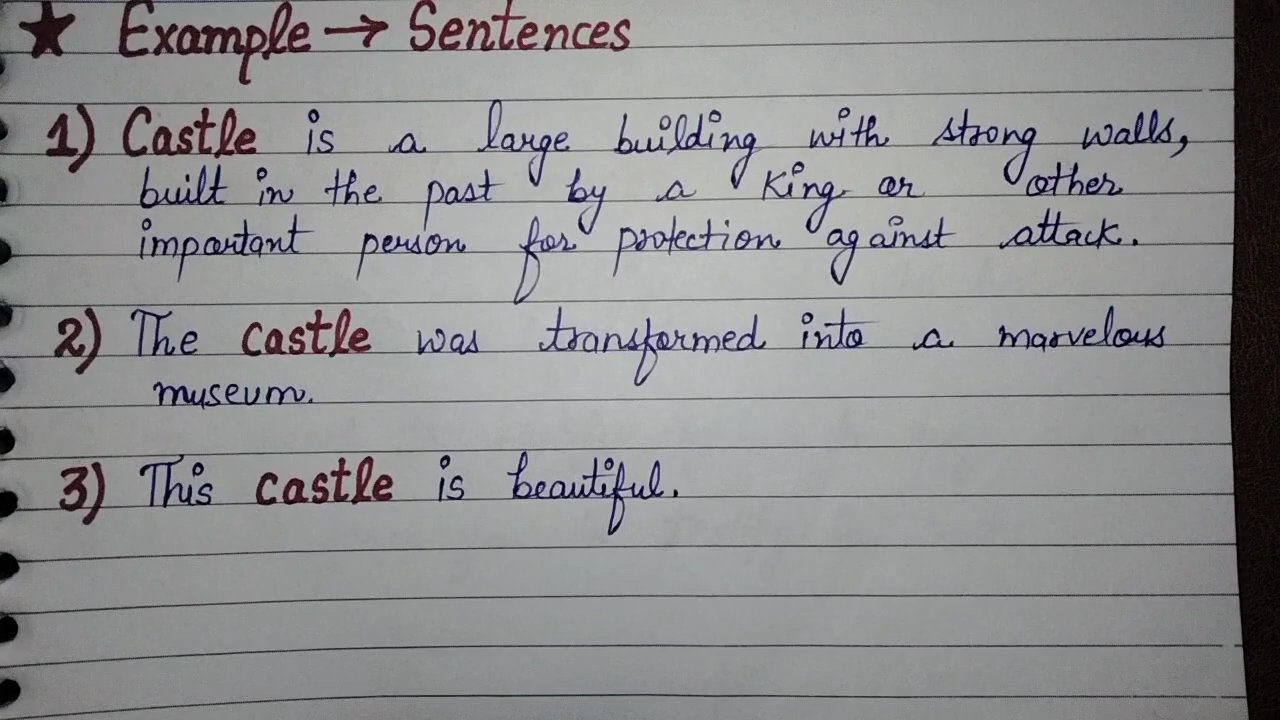 ★ Example → Sentences
1) Castle is a large building with strong walls,
built in the past by a King or other
important person for protection against attack.
2) The castle was transformed into a marvelous
museum.
3) This castle is beautiful.